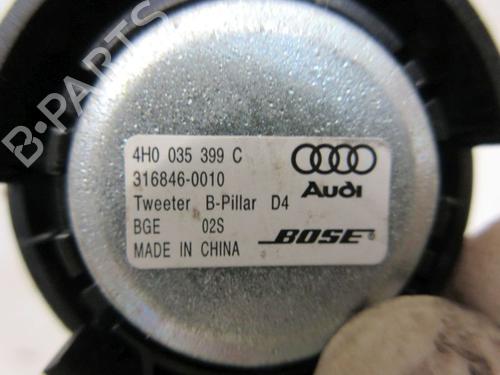 B-PARTS
4H0 035 399 C
316846-0010
Audi
Tweeter B-Pillar D4
BGE 02S
BOSE®
MADE IN CHINA